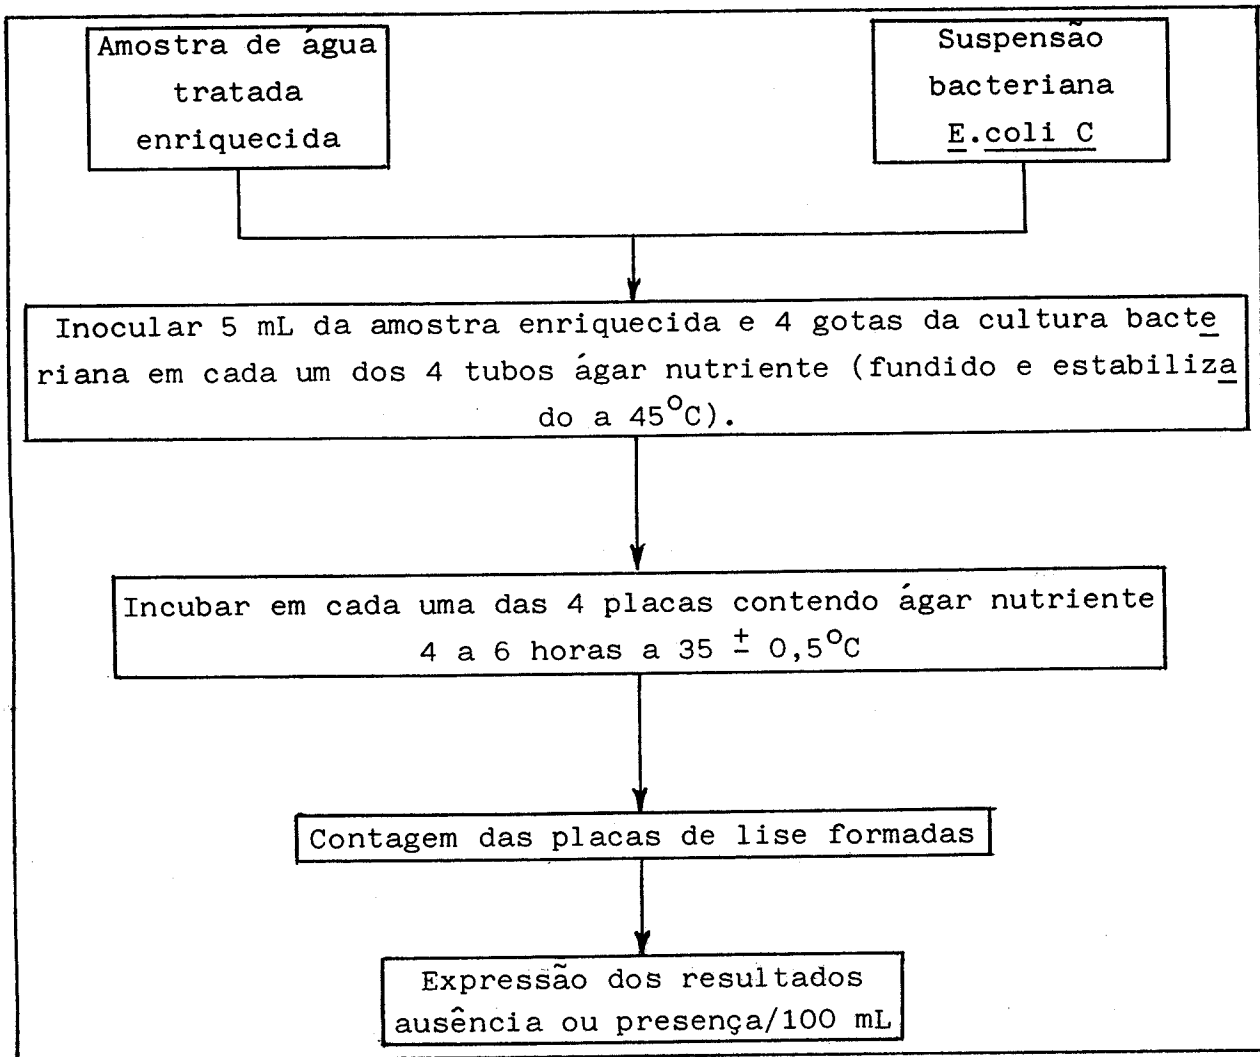 Amostra de água
tratada
enriquecida
Suspensão
bacteriana
E.coli C
Inocular 5 mL da amostra enriquecida e 4 gotas da cultura bacte
riana em cada um dos 4 tubos ágar nutriente (fundido e estabiliza
do a 45°C).
Incubar em cada uma das 4 placas contendo ágar nutriente
4 a 6 horas a 35 ± 0,5°C
Contagem das placas de lise formadas
Expressão dos resultados
ausência ou presença/100 mL